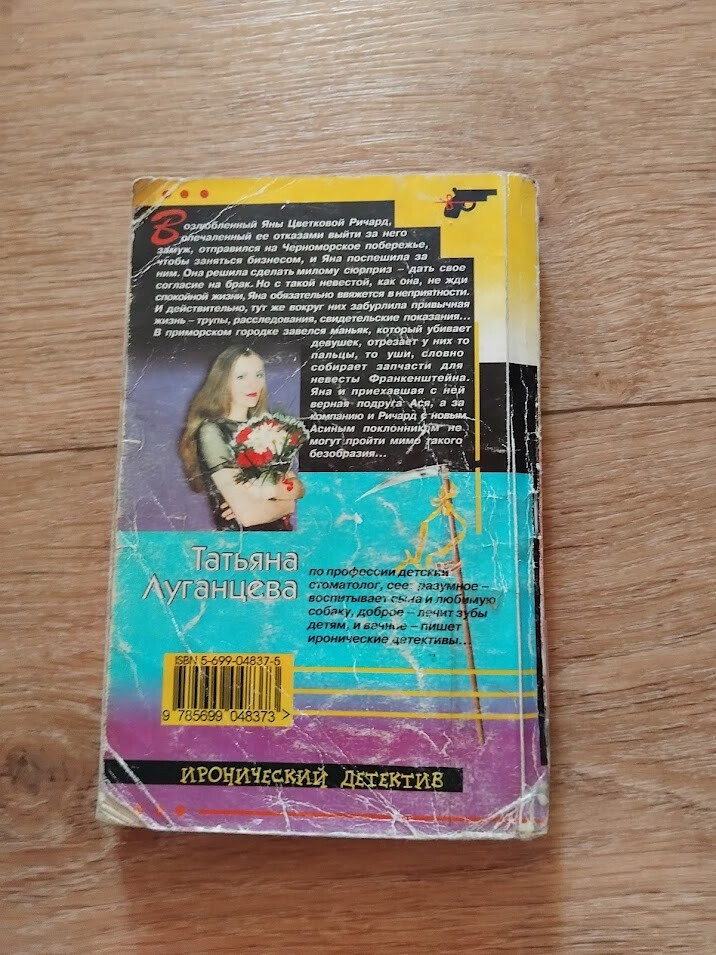 Возлюбленный Яны Цветковой Ричард,
опечаленный ее отказами выйти за него
замуж, отправился на Черноморское побережье,
чтобы заняться бизнесом, и Яна поспешила за
ним. Она решила сделать милому сюрприз – дать свое
согласие на брак. Но с такой невестой, как она, не жди
спокойной жизни, Яна обязательно ввяжется в неприятности.
И действительно, тут же вокруг них забурлила привычная
жизнь – трупы, расследования, свидетельские показания...
В приморском городке завелся маньяк, который убивает
девушек, отрезает у них то
пальцы, то уши, словно
собирает запчасти для
невесты Франкенштейна.
Яна и приехавшая с ней
верная подруга Ася, а за
компанию и Ричард с новым
Асиным поклонником не
могут пройти мимо такого
безобразия...
Татьяна
Луганцева
по профессии детский
стоматолог, сеет разумное –
воспитывает сына и любимую
собаку, доброе – лечит зубы
детям, и вечное – пишет
иронические детективы...
ISBN 5-699-04837-5
9 785699 048373 >
ИРОНИЧЕСКИЙ ДЕТЕКТИВ